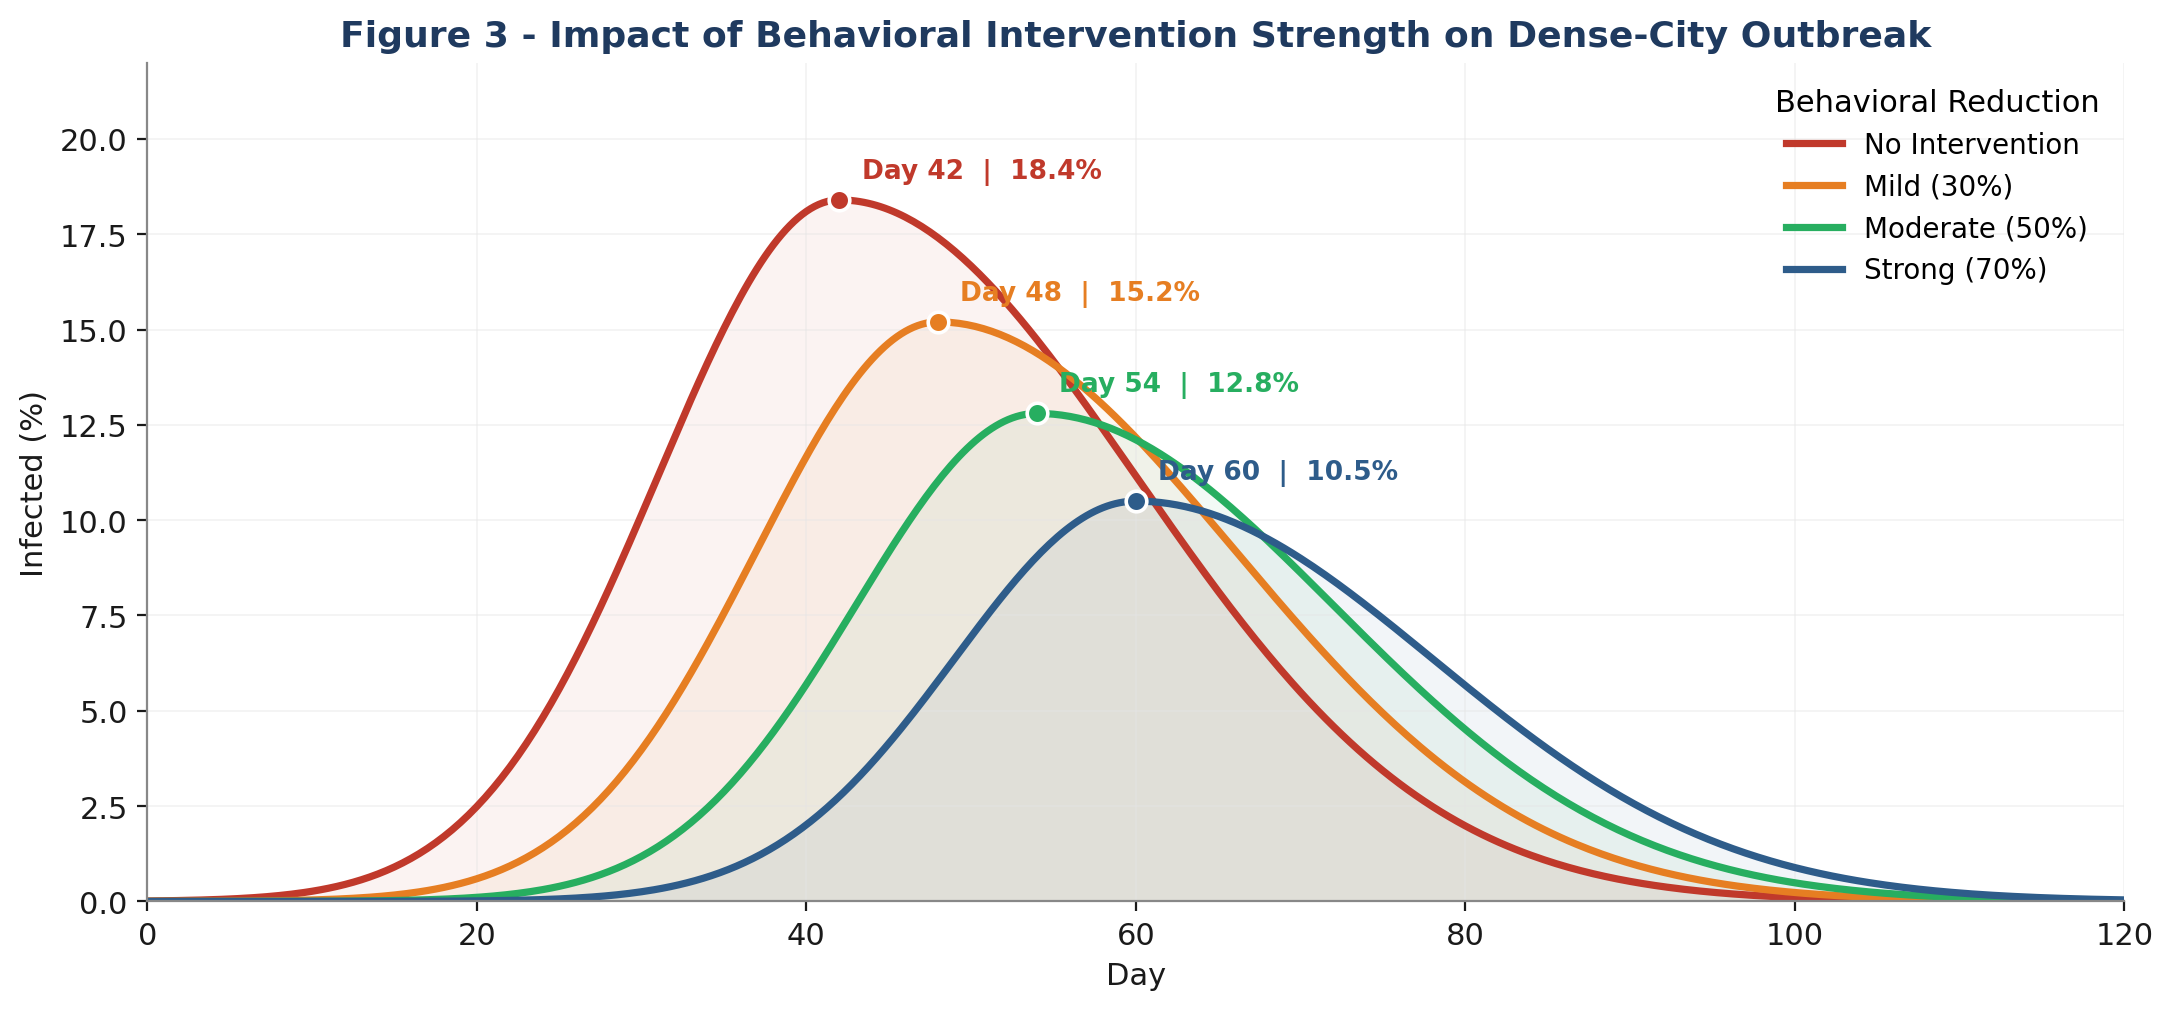 Figure 3 - Impact of Behavioral Intervention Strength on Dense-City Outbreak
Behavioral Reduction
No Intervention
Mild (30%)
Moderate (50%)
Strong (70%)
Day 42 | 18.4%
Day 48 | 15.2%
Day 54 | 12.8%
Day 60 | 10.5%
Infected (%)
20.0
17.5
15.0
12.5
10.0
7.5
5.0
2.5
0.0
0 20 40 60 80 100 120
Day